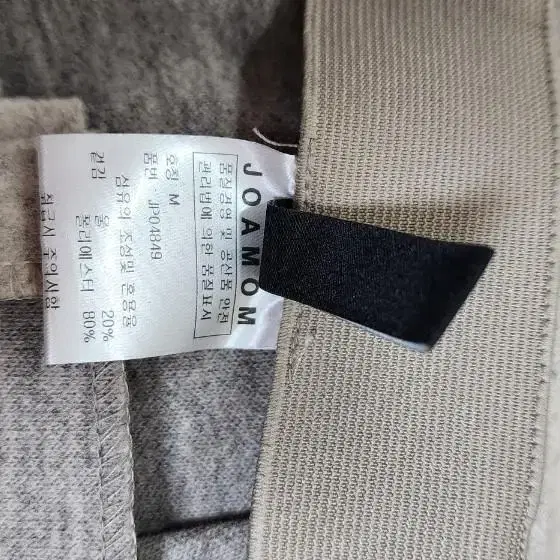 JOAMOM
품질경영 및 공산품 안전
관리법에 의한 품질표시
호칭 M
품번 · JP04849
섬유의 조성및 혼용율
겉감 울 20%
폴리에스터 80%
취급시 주의사항